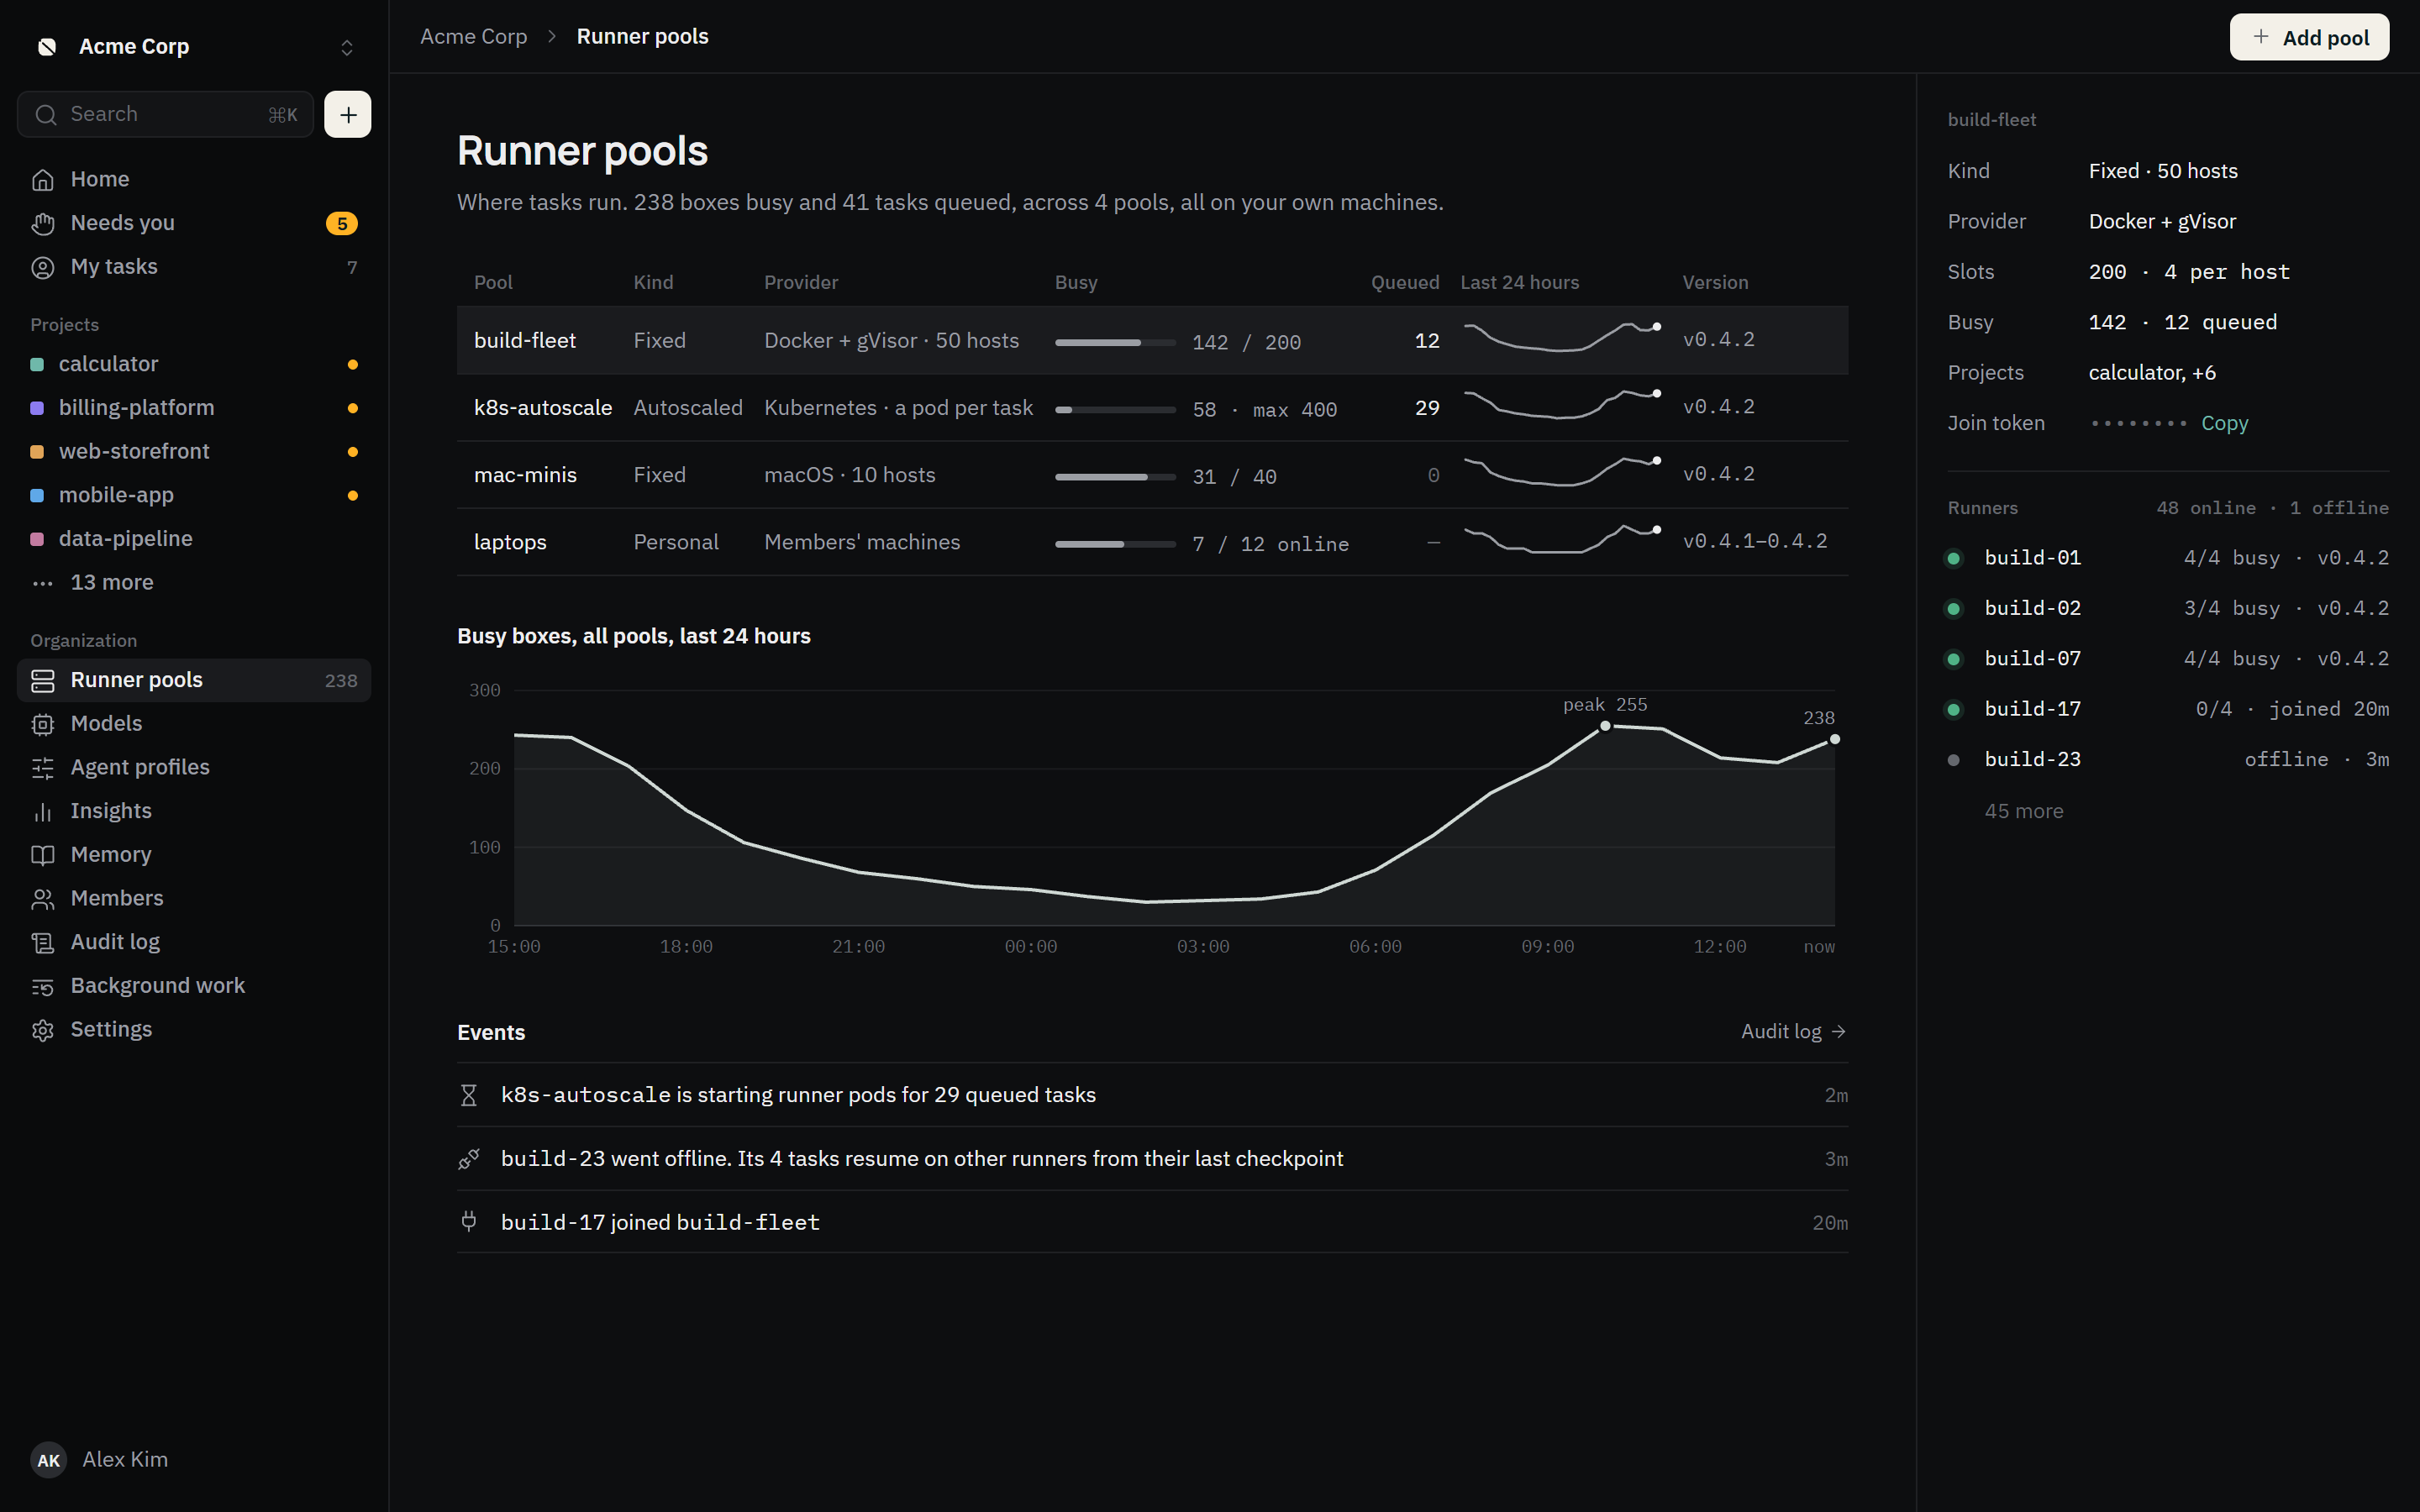 Acme Corp
Search ⌘K
Home
Needs you 5
My tasks 7
Projects
calculator
billing-platform
web-storefront
mobile-app
data-pipeline
13 more
Organization
Runner pools 238
Models
Agent profiles
Insights
Memory
Members
Audit log
Background work
Settings
AK Alex Kim
Acme Corp > Runner pools
Add pool
Runner pools
Where tasks run. 238 boxes busy and 41 tasks queued, across 4 pools, all on your own machines.
Pool Kind Provider Busy Queued Last 24 hours Version
build-fleet Fixed Docker + gVisor · 50 hosts 142 / 200 12 v0.4.2
k8s-autoscale Autoscaled Kubernetes · a pod per task 58 · max 400 29 v0.4.2
mac-minis Fixed macOS · 10 hosts 31 / 40 0 v0.4.2
laptops Personal Members' machines 7 / 12 online — v0.4.1–0.4.2
Busy boxes, all pools, last 24 hours
300
200
100
0
peak 255
238
15:00 18:00 21:00 00:00 03:00 06:00 09:00 12:00 now
Events Audit log →
k8s-autoscale is starting runner pods for 29 queued tasks 2m
build-23 went offline. Its 4 tasks resume on other runners from their last checkpoint 3m
build-17 joined build-fleet 20m
build-fleet
Kind Fixed · 50 hosts
Provider Docker + gVisor
Slots 200 · 4 per host
Busy 142 · 12 queued
Projects calculator, +6
Join token •••••••• Copy
Runners 48 online · 1 offline
build-01 4/4 busy · v0.4.2
build-02 3/4 busy · v0.4.2
build-07 4/4 busy · v0.4.2
build-17 0/4 · joined 20m
build-23 offline · 3m
45 more